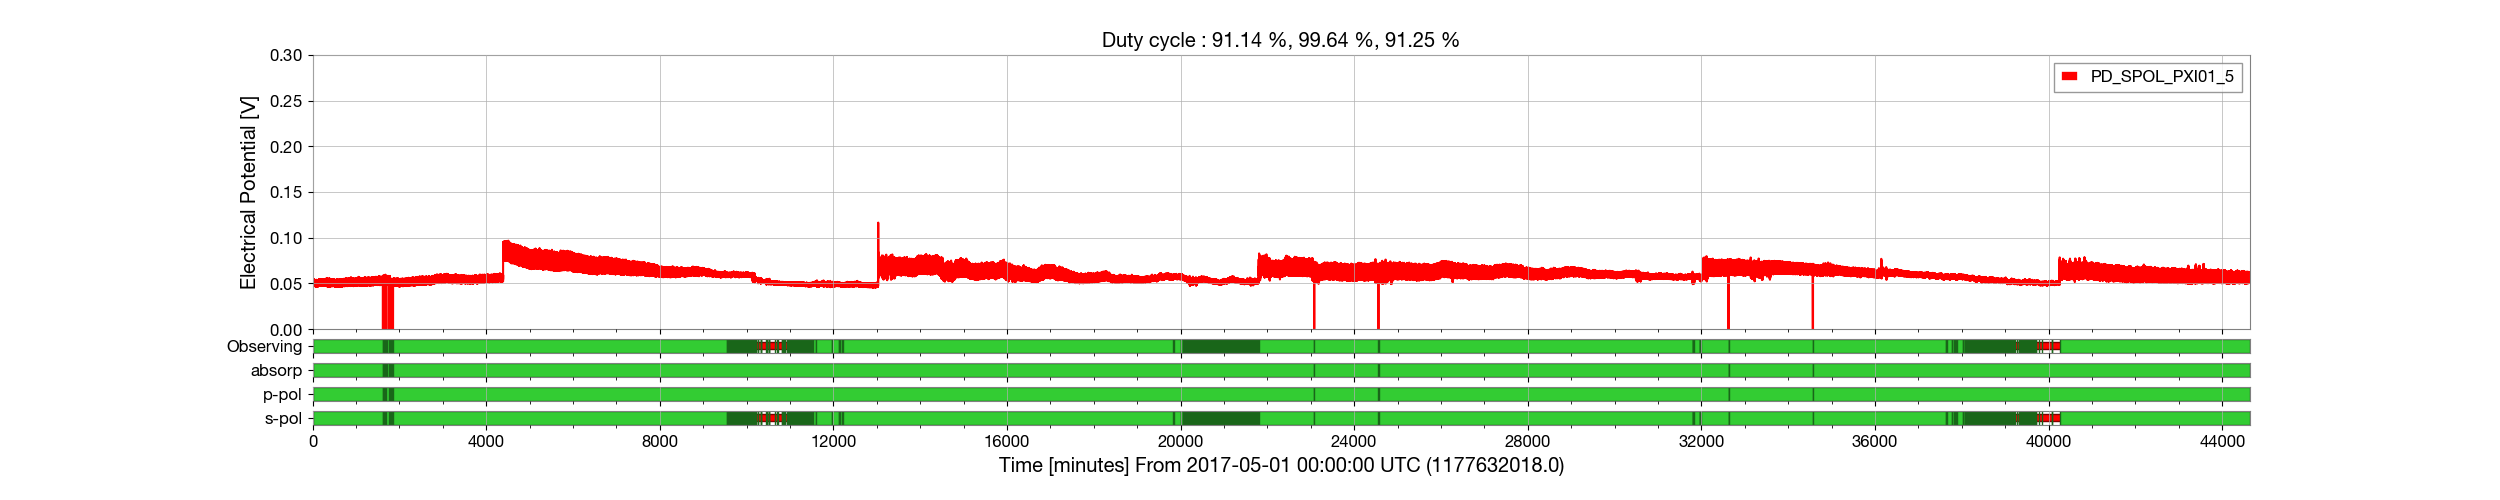 Duty cycle : 91.14 %, 99.64 %, 91.25 %
0.30
0.25
0.20
0.15
0.10
0.05
0.00
Electrical Potential [V]
PD_SPOL_PXI01_5
Observing
absorp
p-pol
s-pol
0 4000 8000 12000 16000 20000 24000 28000 32000 36000 40000 44000
Time [minutes] From 2017-05-01 00:00:00 UTC (1177632018.0)